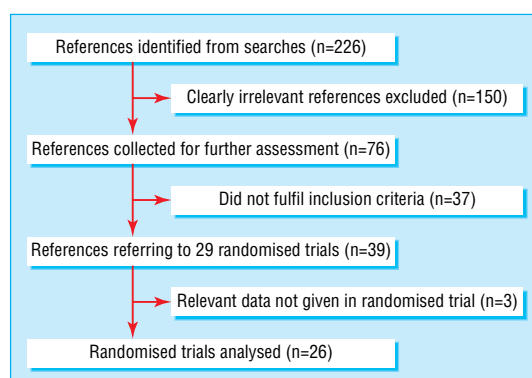 References identified from searches (n=226)
Clearly irrelevant references excluded (n=150)
References collected for further assessment (n=76)
Did not fulfil inclusion criteria (n=37)
References referring to 29 randomised trials (n=39)
Relevant data not given in randomised trial (n=3)
Randomised trials analysed (n=26)